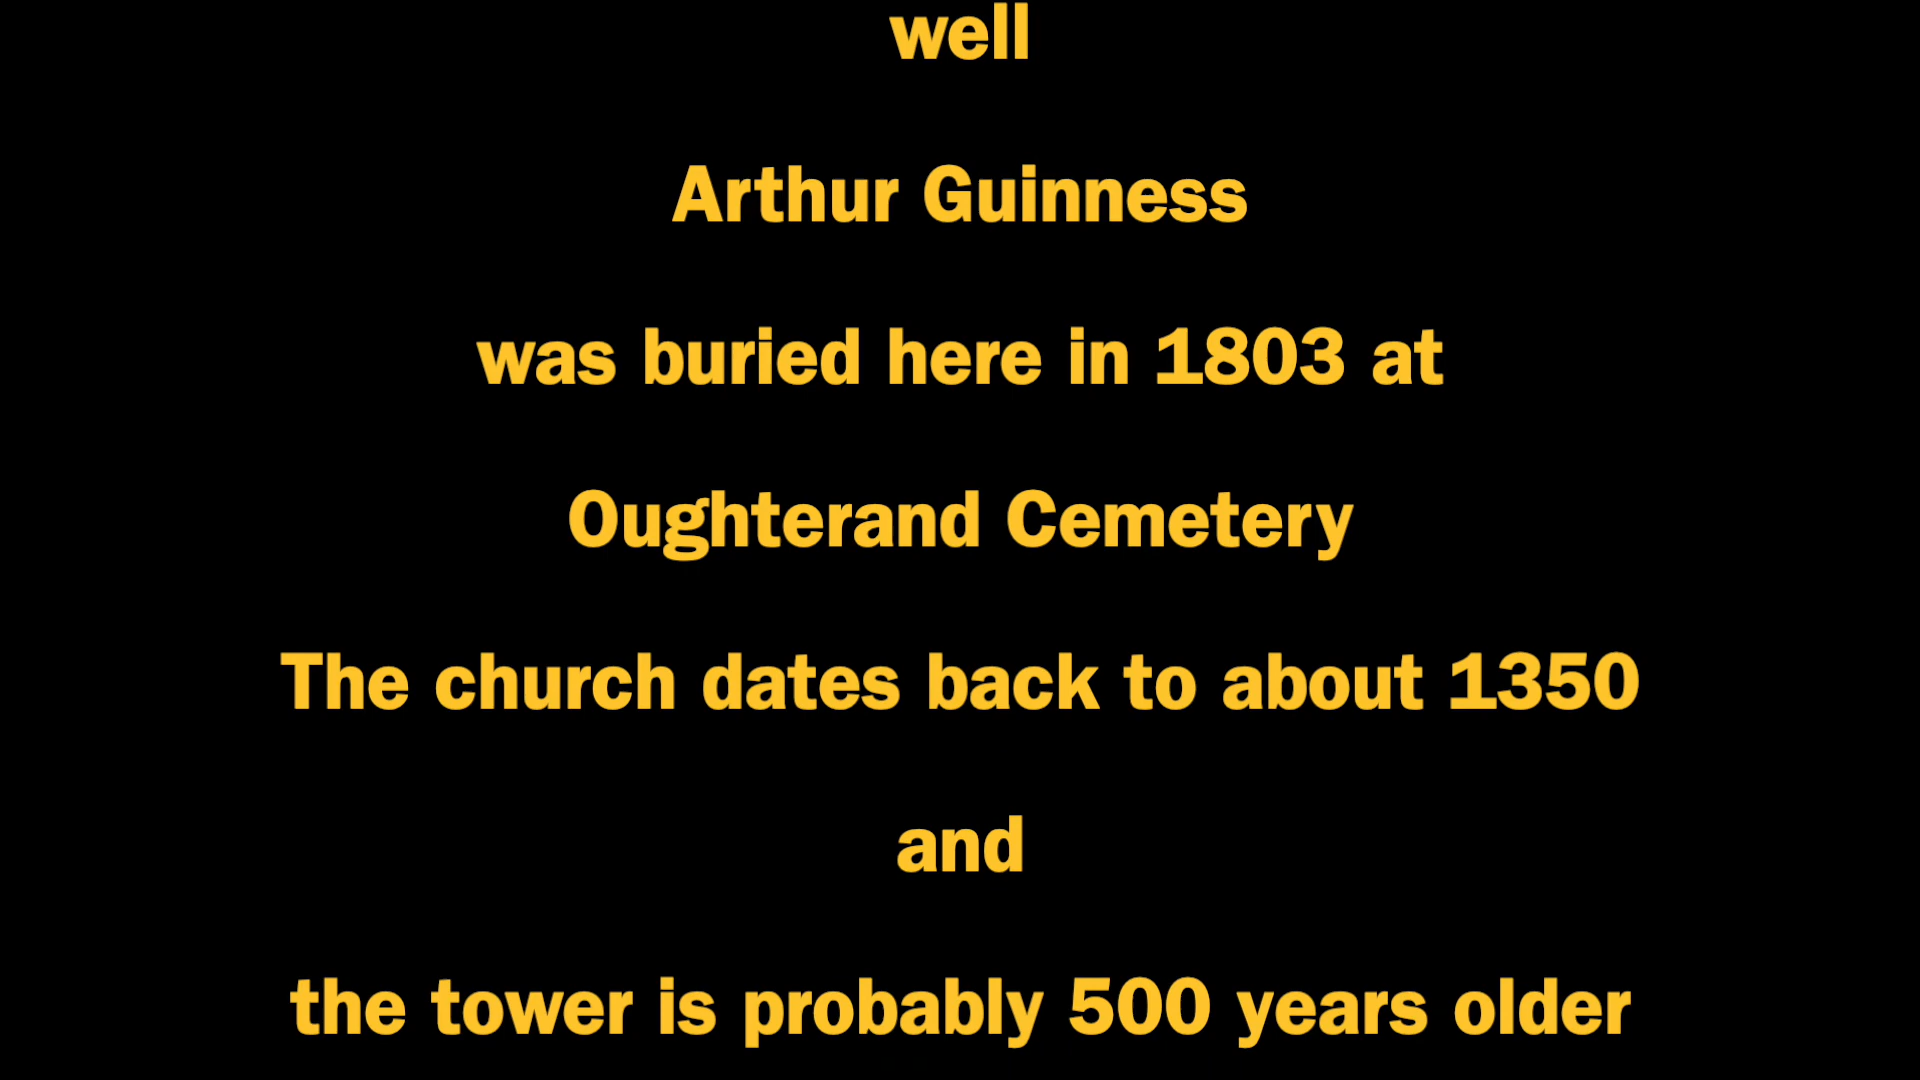 well
Arthur Guinness
was buried here in 1803 at
Oughterand Cemetery
The church dates back to about 1350
and
the tower is probably 500 years older